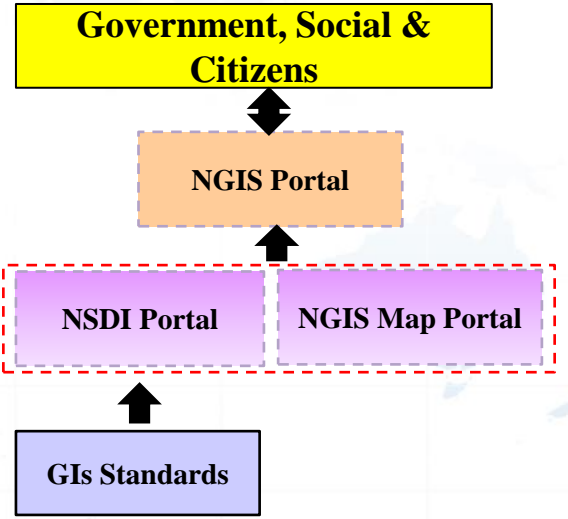 Government, Social &
Citizens
NGIS Portal
NSDI Portal
NGIS Map Portal
GIs Standards